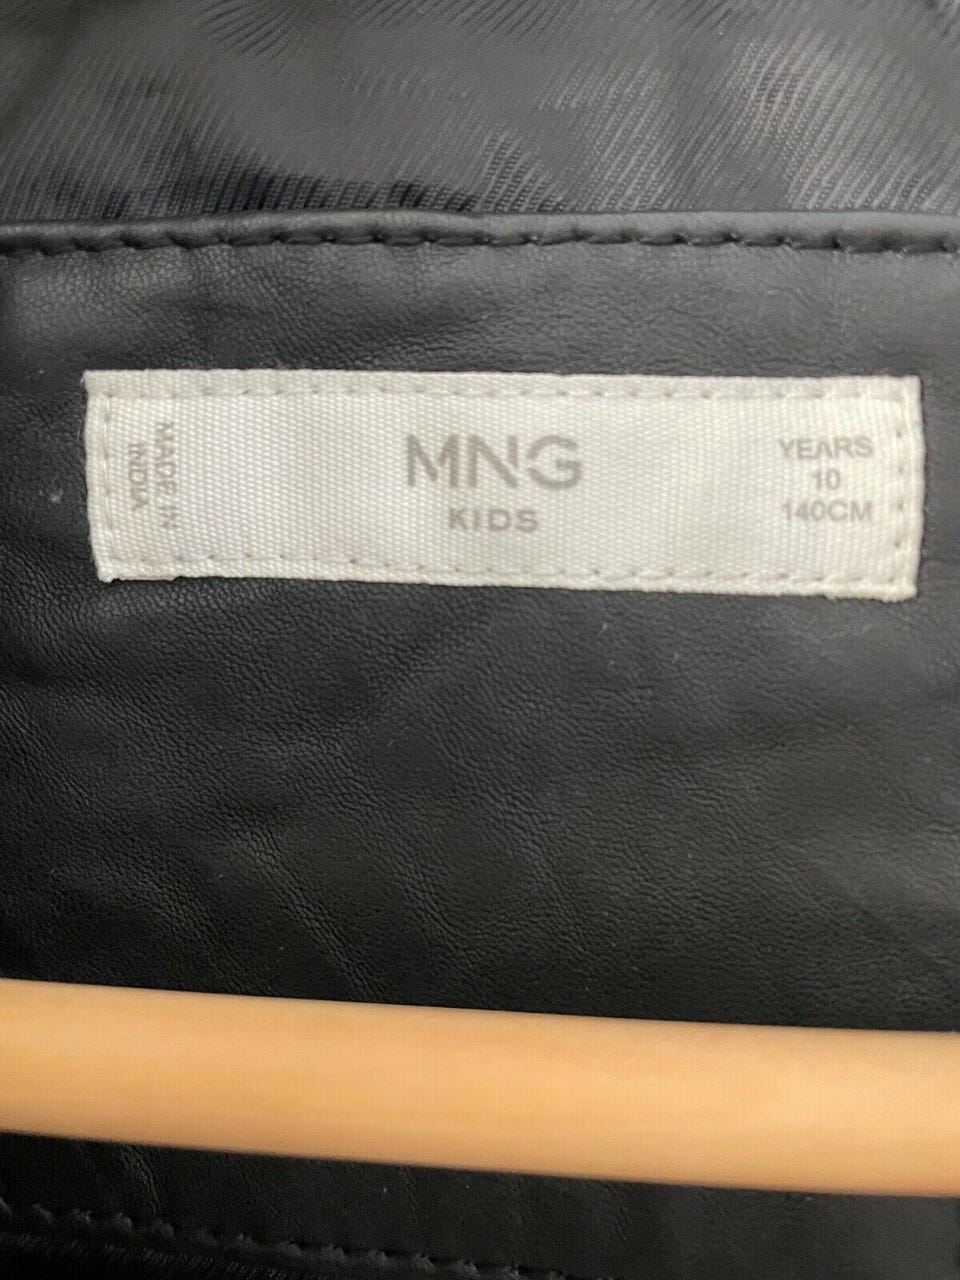 MADE IN
INDIA
MNG
KIDS
YEARS
10
140CM